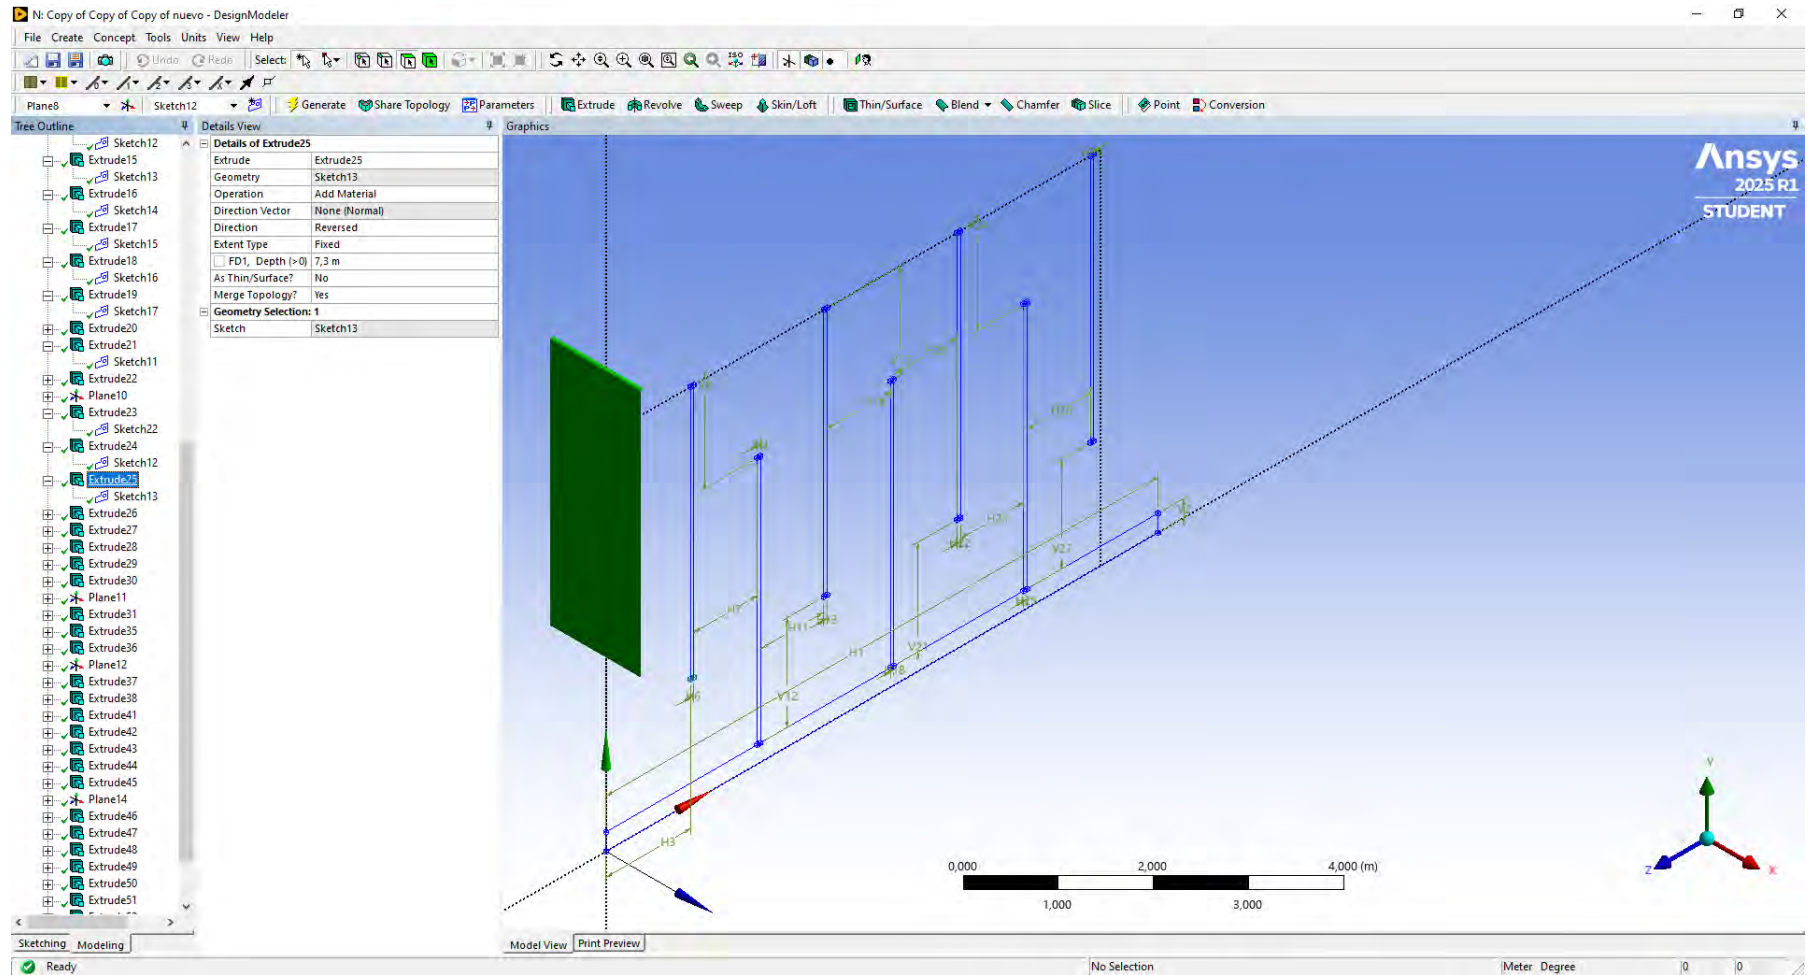 N: Copy of Copy of Copy of nuevo - DesignModeler
File Create Concept Tools Units View Help
Undo Redo Select:
Plane8 Sketch12 Generate Share Topology Parameters Extrude Revolve Sweep Skin/Loft Thin/Surface Blend Chamfer Slice Point Conversion
Tree Outline
Sketch12
Extrude15
Sketch13
Extrude16
Sketch14
Extrude17
Sketch15
Extrude18
Sketch16
Extrude19
Sketch17
Extrude20
Extrude21
Sketch11
Extrude22
Plane10
Extrude23
Sketch22
Extrude24
Sketch12
Extrude25
Sketch13
Extrude26
Extrude27
Extrude28
Extrude29
Extrude30
Plane11
Extrude31
Extrude35
Extrude36
Plane12
Extrude37
Extrude38
Extrude41
Extrude42
Extrude43
Extrude44
Extrude45
Plane14
Extrude46
Extrude47
Extrude48
Extrude49
Extrude50
Extrude51
Sketching Modeling
Details View
Details of Extrude25
Extrude Extrude25
Geometry Sketch13
Operation Add Material
Direction Vector None (Normal)
Direction Reversed
Extent Type Fixed
FD1, Depth (>0) 7,3 m
As Thin/Surface? No
Merge Topology? Yes
Geometry Selection: 1
Sketch Sketch13
Graphics
Ansys
2025 R1
STUDENT
H7
V27
H11
H1
V21
V12
H3
0,000 2,000 4,000 (m)
1,000 3,000
Y
Z
X
Model View Print Preview
Ready No Selection Meter Degree 0 0